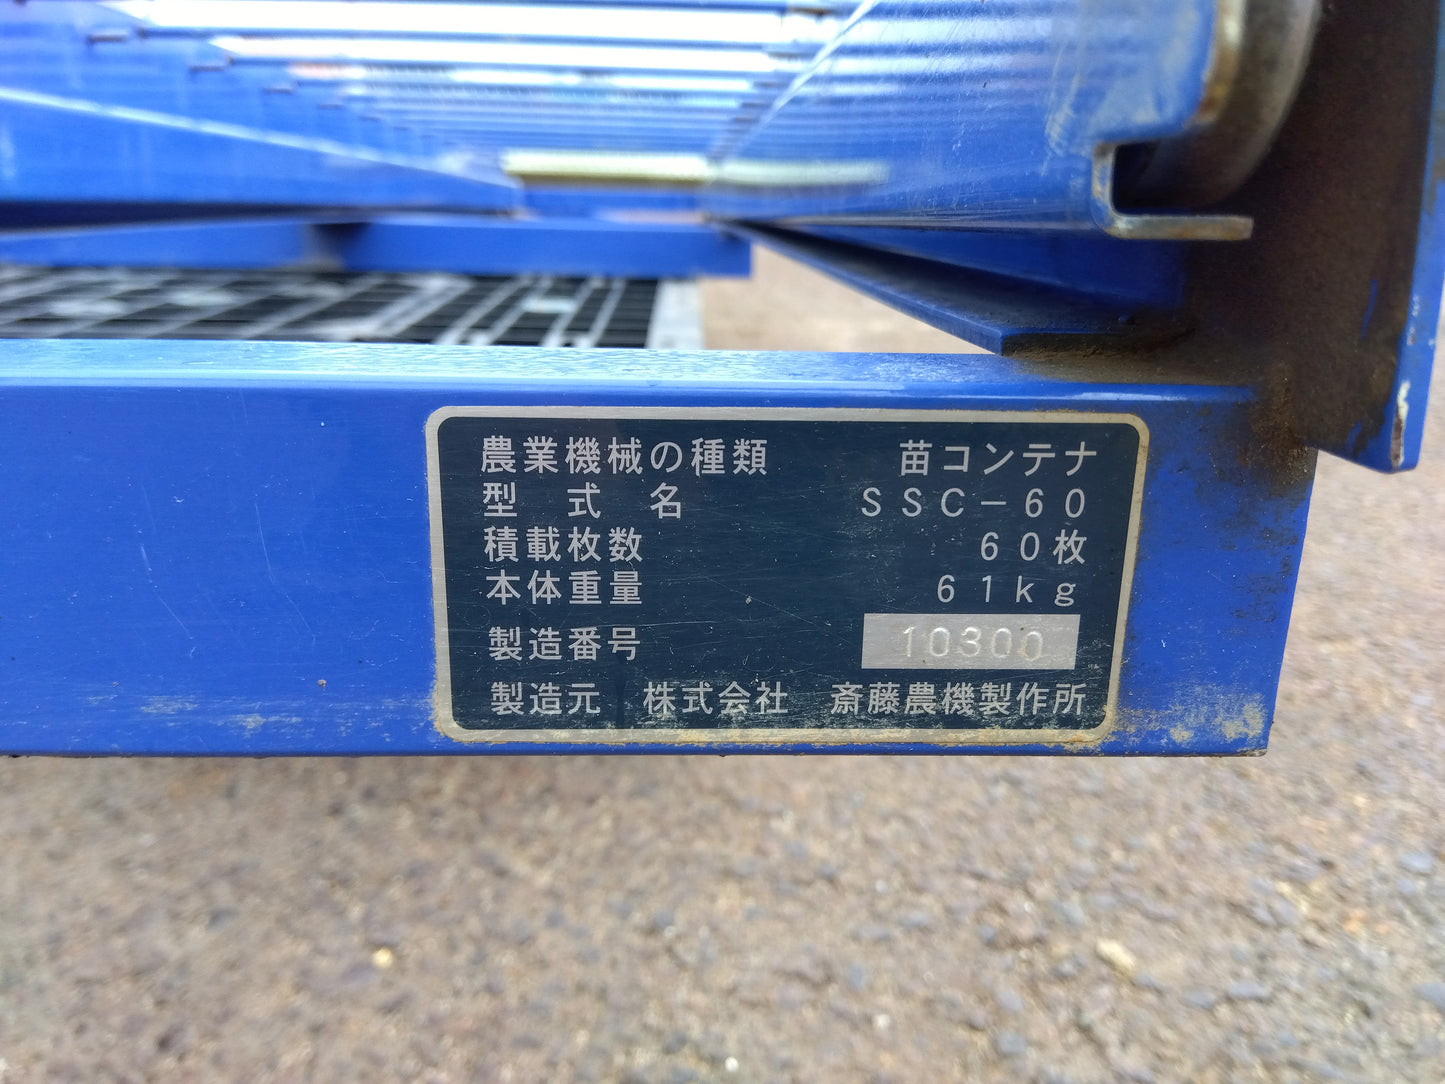 農業機械の種類 苗コンテナ
型式名 SSC-60
積載枚数 60枚
本体重量 61kg
製造番号 10300
製造元 株式会社 斎藤農機製作所